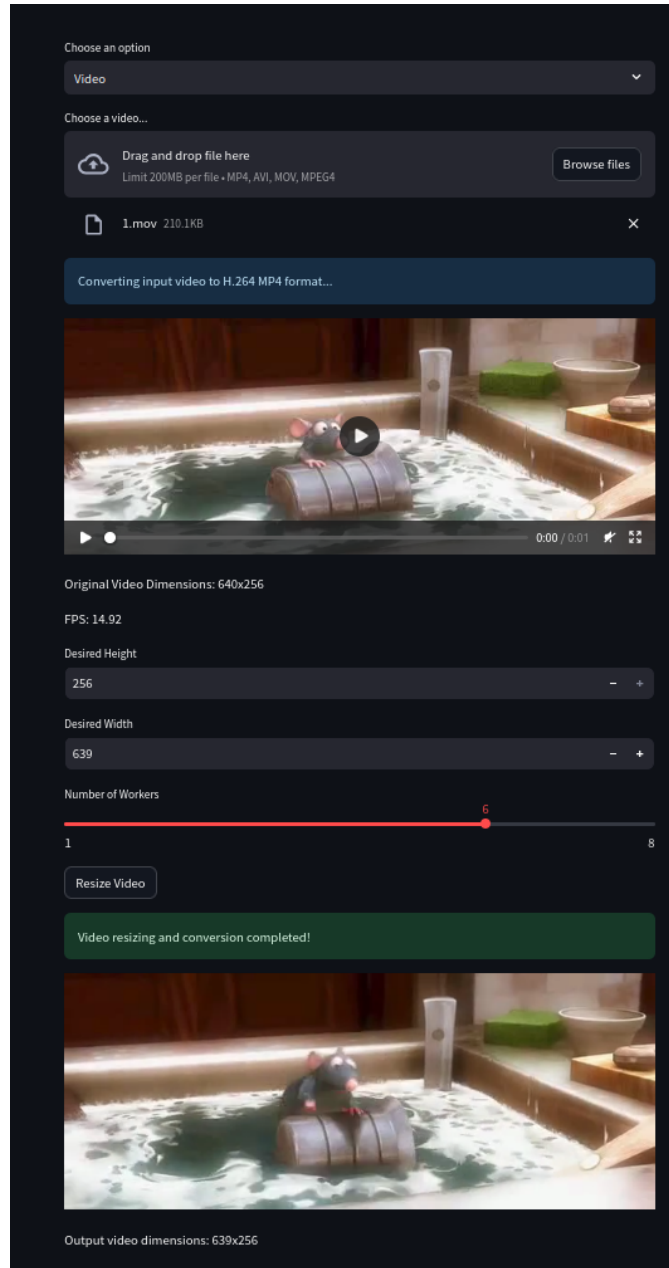 Choose an option
Video
Choose a video...
Drag and drop file here
Limit 200MB per file • MP4, AVI, MOV, MPEG4
Browse files
1.mov 210.1KB
Converting input video to H.264 MP4 format...
0:00 / 0:01
Original Video Dimensions: 640x256
FPS: 14.92
Desired Height
256
Desired Width
639
Number of Workers
6
1 8
Resize Video
Video resizing and conversion completed!
Output video dimensions: 639x256